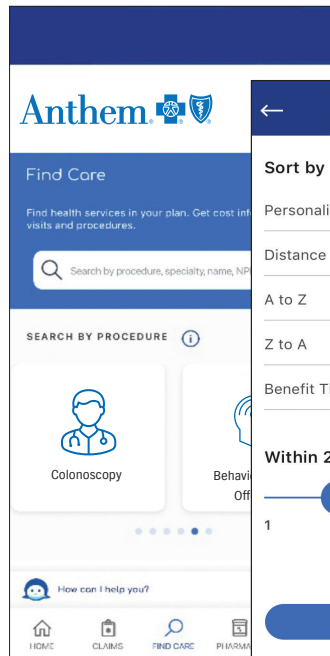 Anthem
Find Care
Find health services in your plan. Get cost inf
visits and procedures.
Search by procedure, specialty, name, NPI
SEARCH BY PROCEDURE
Colonoscopy
Behavi
Off
How can I help you?
HOME
CLAIMS
FIND CARE
PHARMA
Sort by
Personali
Distance
A to Z
Z to A
Benefit Ti
Within 2
1